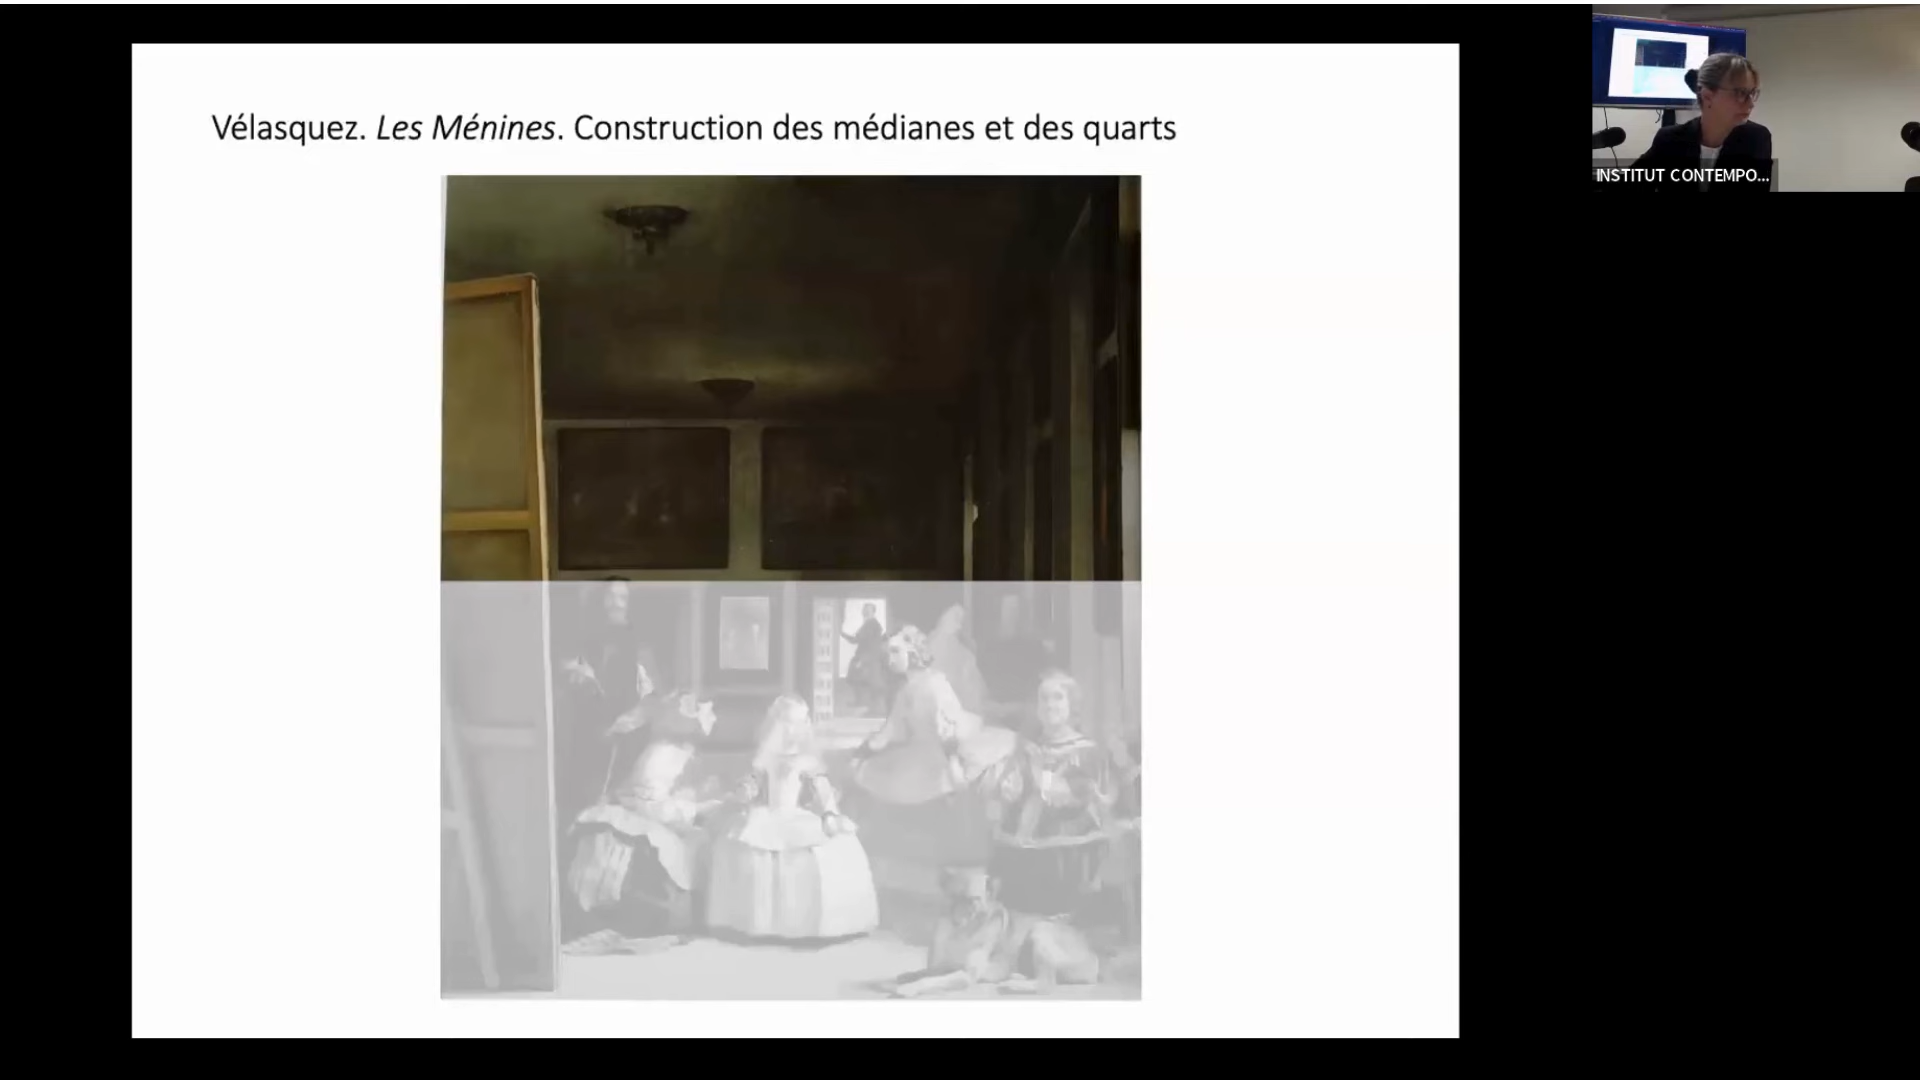 Vélasquez. Les Ménines. Construction des médianes et des quarts
INSTITUT CONTEMPO...